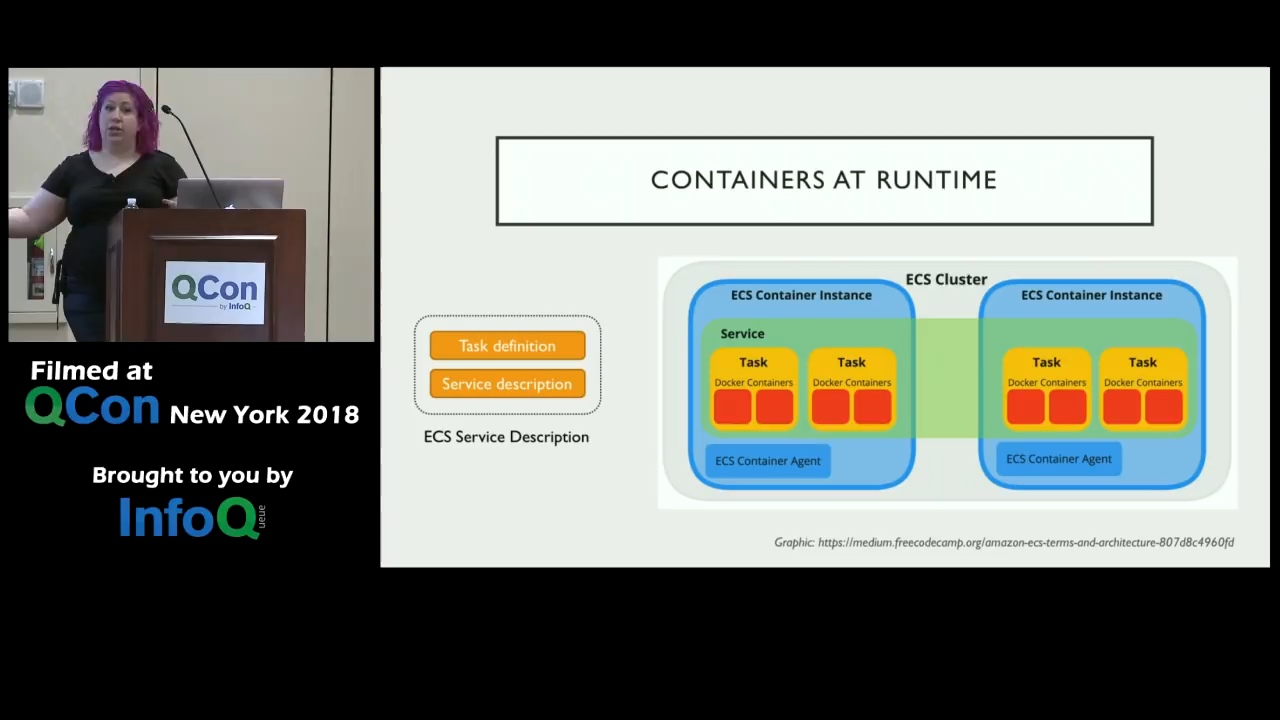 QCon
by InfoQ
Filmed at
QCon New York 2018
Brought to you by
InfoQ
ueue
CONTAINERS AT RUNTIME
Task definition
Service description
ECS Service Description
ECS Cluster
ECS Container Instance
Service
Task
Docker Containers
Task
Docker Containers
ECS Container Agent
ECS Container Instance
Task
Docker Containers
Task
Docker Containers
ECS Container Agent
Graphic: https://medium.freecodecamp.org/amazon-ecs-terms-and-architecture-807d8c4960fd